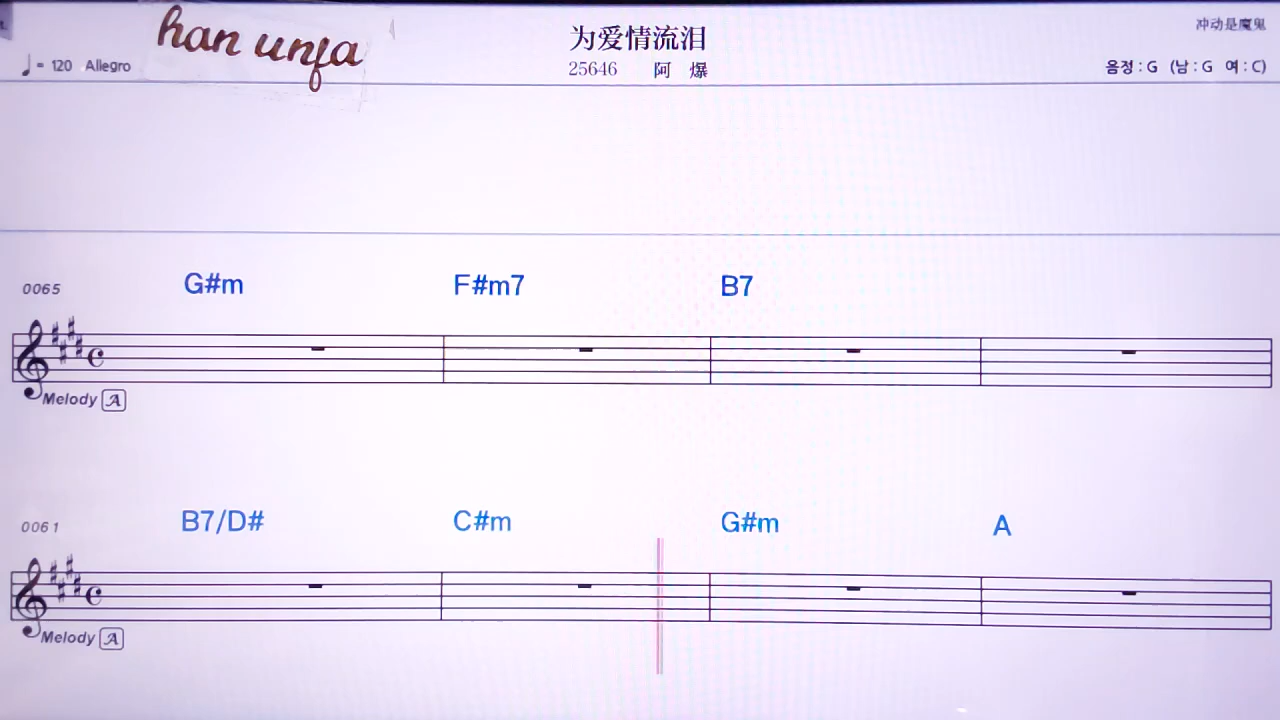 han unfa
为爱情流泪
冲动是魔鬼
♩= 120 Allegro
25646 阿 爆
음정 : G (남 : G 여 : C)
0065 G#m F#m7 B7
Melody A
0061 B7/D# C#m G#m A
Melody A